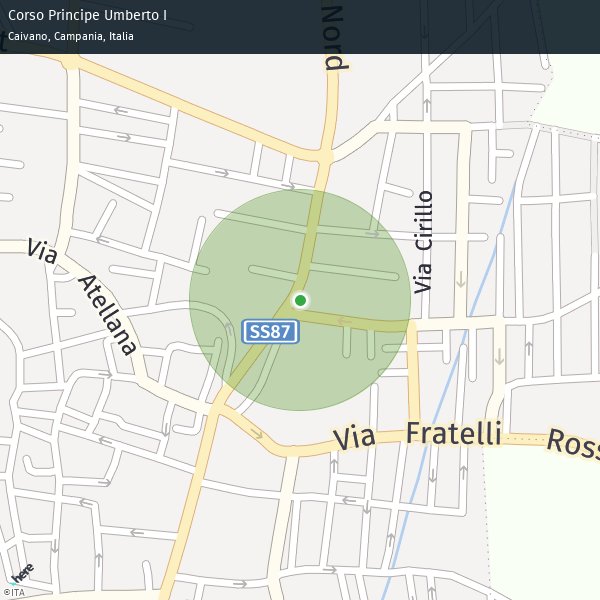 Corso Principe Umberto I
Caivano, Campania, Italia
Nord
Via Cirillo
Via Atellana
SS87
Via Fratelli
Ross
here
©ITA